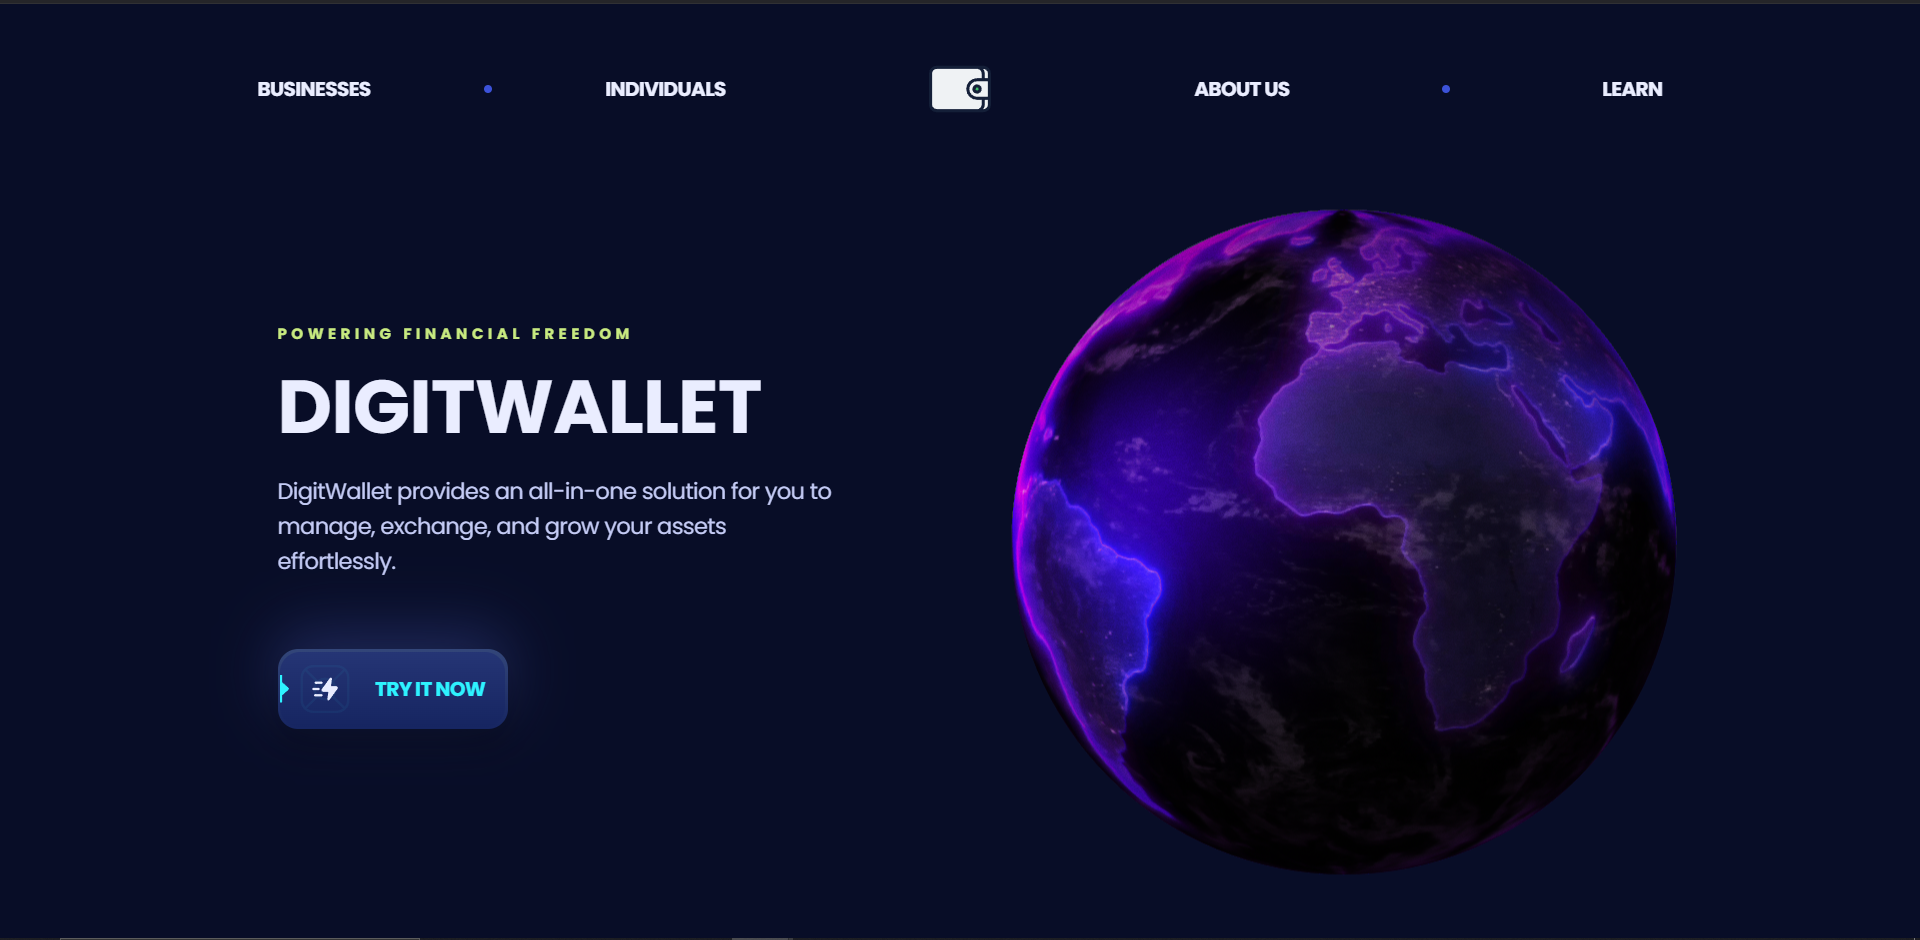 BUSINESSES
INDIVIDUALS
ABOUT US
LEARN
POWERING FINANCIAL FREEDOM
DIGITWALLET
DigitWallet provides an all-in-one solution for you to
manage, exchange, and grow your assets
effortlessly.
TRY IT NOW